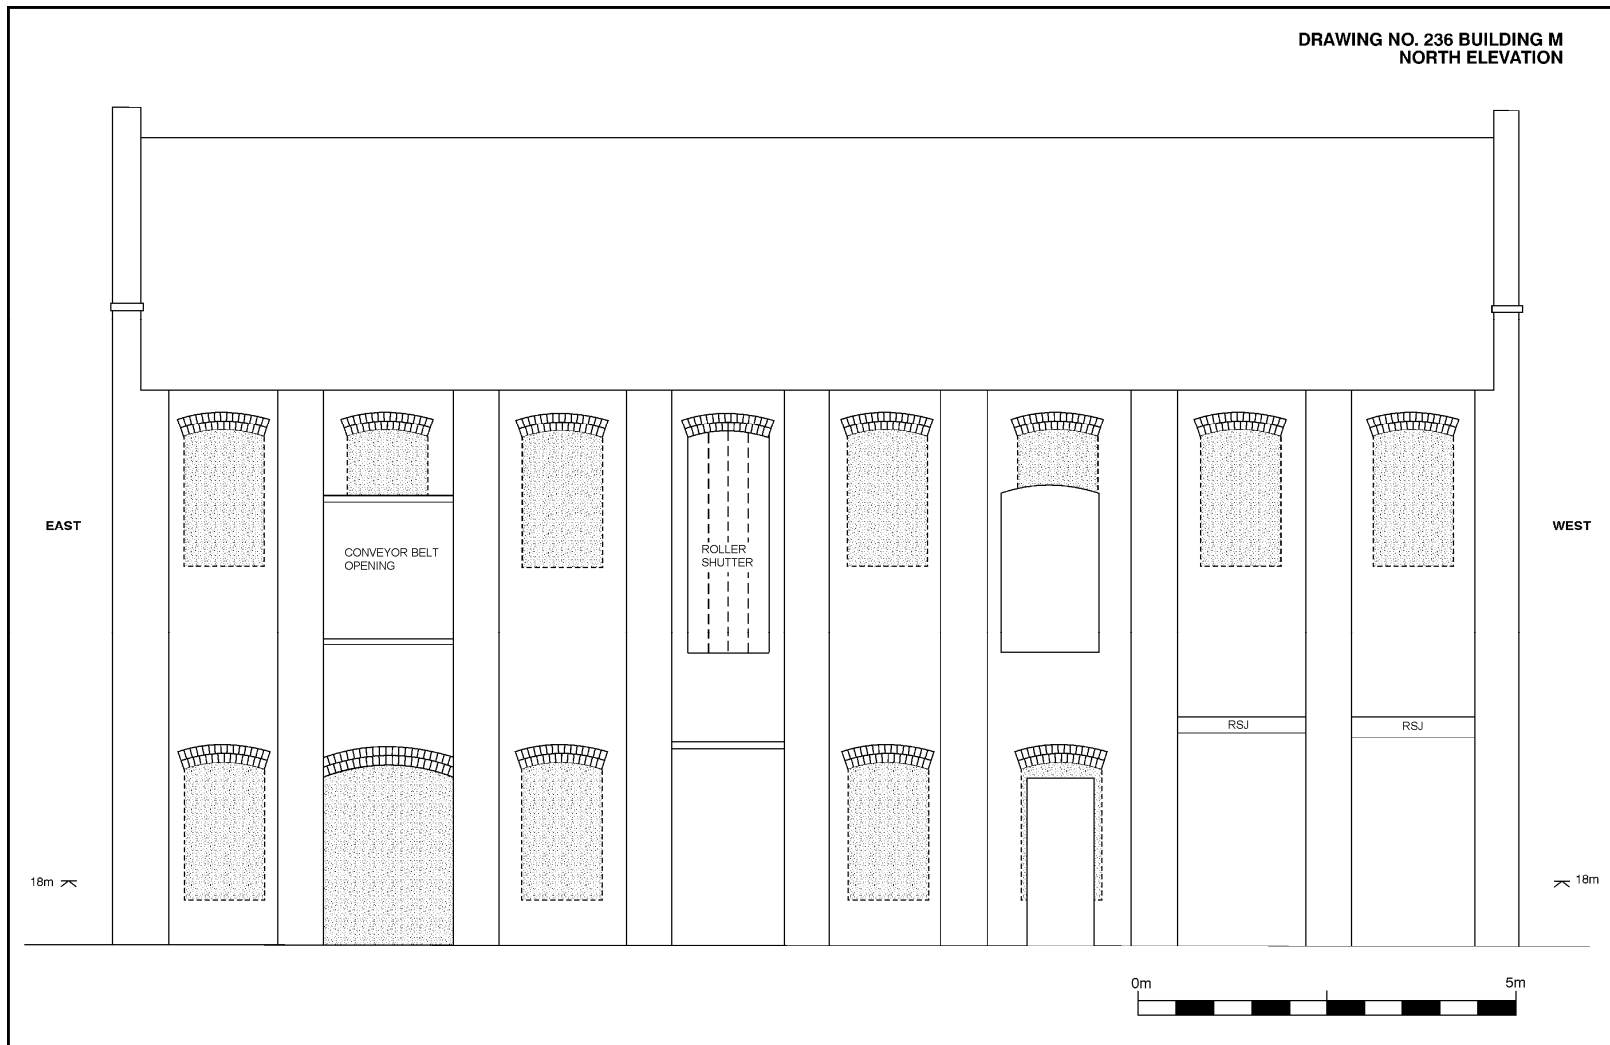 DRAWING NO. 236 BUILDING M
NORTH ELEVATION
EAST
WEST
CONVEYOR BELT
OPENING
ROLLER
SHUTTER
RSJ
RSJ
18m
18m
0m
5m